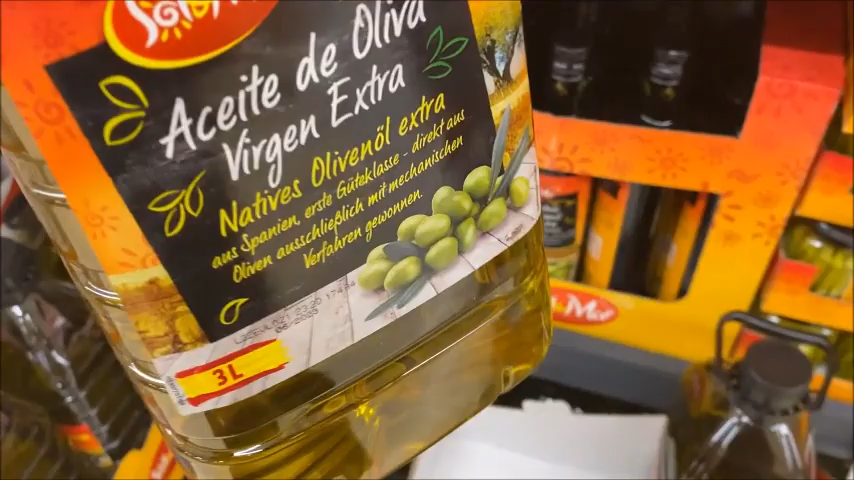 Aceite de Oliva
Virgen Extra
Natives Olivenöl extra
aus Spanien, erste Güteklasse - direkt aus
Oliven ausschließlich mit mechanischen
Verfahren gewonnen.
3L